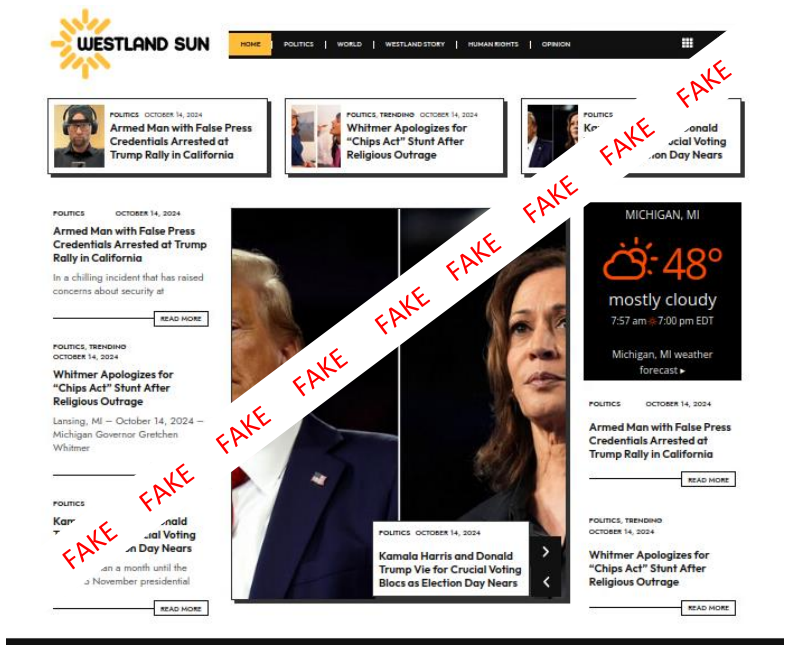 WESTLAND SUN
HOME
POLITICS
WORLD
WESTLAND STORY
HUMAN RIGHTS
OPINION
POLITICS OCTOBER 14, 2024
Armed Man with False Press
Credentials Arrested at
Trump Rally in California
POLITICS, TRENDING OCTOBER 14, 2024
Whitmer Apologizes for
“Chips Act” Stunt After
Religious Outrage
POLITICS
onald
ucial Voting
ion Day Nears
POLITICS OCTOBER 14, 2024
Armed Man with False Press
Credentials Arrested at Trump
Rally in California
In a chilling incident that has raised
concerns about security at
READ MORE
POLITICS, TRENDING
OCTOBER 14, 2024
Whitmer Apologizes for
“Chips Act” Stunt After
Religious Outrage
Lansing, MI – October 14, 2024 –
Michigan Governor Gretchen
Whitmer
POLITICS
Kam nald
cial Voting
n Day Nears
an a month until the
November presidential
READ MORE
FAKE FAKE FAKE FAKE FAKE FAKE FAKE FAKE FAKE
POLITICS OCTOBER 14, 2024
Kamala Harris and Donald
Trump Vie for Crucial Voting
Blocs as Election Day Nears
MICHIGAN, MI
48°
mostly cloudy
7:57 am 7:00 pm EDT
Michigan, MI weather
forecast ▸
POLITICS OCTOBER 14, 2024
Armed Man with False Press
Credentials Arrested at
Trump Rally in California
READ MORE
POLITICS, TRENDING
OCTOBER 14, 2024
Whitmer Apologizes for
“Chips Act” Stunt After
Religious Outrage
READ MORE